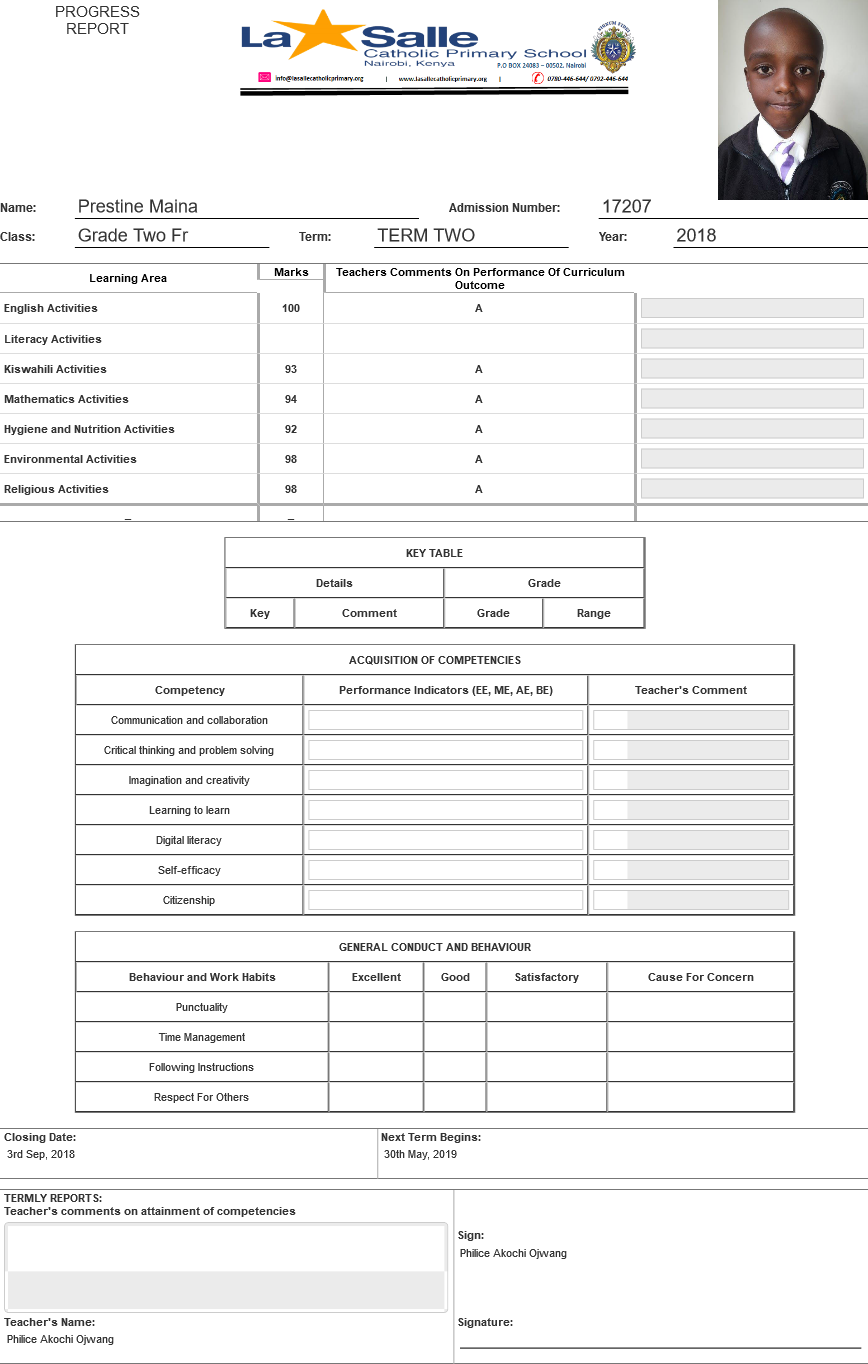 PROGRESS
REPORT
La Salle
Catholic Primary School
Nairobi, Kenya
P.O BOX 24083 – 00502, Nairobi
info@lasallecatholicprimary.org | www.lasallecatholicprimary.org | 0780-446-644/ 0792-446-644
Name: Prestine Maina Admission Number: 17207
Class: Grade Two Fr Term: TERM TWO Year: 2018
Learning Area Marks Teachers Comments On Performance Of Curriculum
Outcome
English Activities 100 A
Literacy Activities
Kiswahili Activities 93 A
Mathematics Activities 94 A
Hygiene and Nutrition Activities 92 A
Environmental Activities 98 A
Religious Activities 98 A
_ _
KEY TABLE
Details Grade
Key Comment Grade Range
ACQUISITION OF COMPETENCIES
Competency Performance Indicators (EE, ME, AE, BE) Teacher's Comment
Communication and collaboration
Critical thinking and problem solving
Imagination and creativity
Learning to learn
Digital literacy
Self-efficacy
Citizenship
GENERAL CONDUCT AND BEHAVIOUR
Behaviour and Work Habits Excellent Good Satisfactory Cause For Concern
Punctuality
Time Management
Following Instructions
Respect For Others
Closing Date: Next Term Begins:
3rd Sep, 2018 30th May, 2019
TERMLY REPORTS:
Teacher's comments on attainment of competencies
Sign:
Philice Akochi Ojwang
Teacher's Name: Signature:
Philice Akochi Ojwang